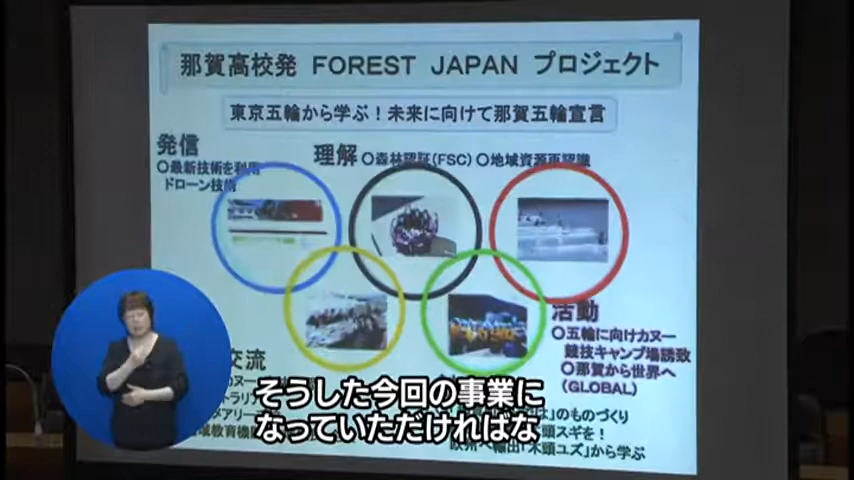 那賀高校発 FOREST JAPAN プロジェクト
東京五輪から学ぶ!未来に向けて那賀五輪宣言
発信
〇最新技術を利用
ドローン技術
理解 〇森林認証(FSC) 〇地域資源再認識
活動
〇五輪に向けカヌー
競技キャンプ場誘致
〇那賀から世界へ
(GLOBAL)
交流
のものづくり
頭スギを!
欧州へ輸出「木頭ユズ」から学ぶ
そうした今回の事業に
なっていただければな